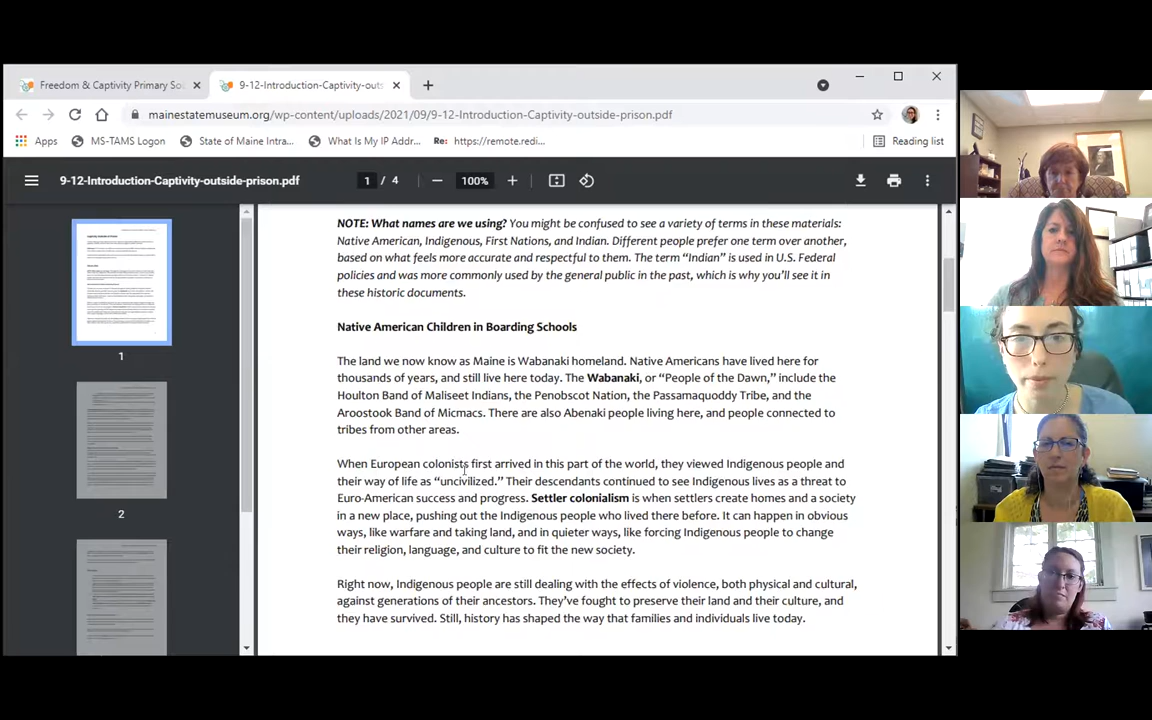 Freedom & Captivity Primary Sou
9-12-Introduction-Captivity-outs
mainestatemuseum.org/wp-content/uploads/2021/09/9-12-Introduction-Captivity-outside-prison.pdf
Apps MS-TAMS Logon State of Maine Intra... What Is My IP Addr... Re: https://remote.redi... Reading list
9-12-Introduction-Captivity-outside-prison.pdf 1 / 4 100%
NOTE: What names are we using? You might be confused to see a variety of terms in these materials:
Native American, Indigenous, First Nations, and Indian. Different people prefer one term over another,
based on what feels more accurate and respectful to them. The term “Indian” is used in U.S. Federal
policies and was more commonly used by the general public in the past, which is why you’ll see it in
these historic documents.
Native American Children in Boarding Schools
The land we now know as Maine is Wabanaki homeland. Native Americans have lived here for
thousands of years, and still live here today. The Wabanaki, or “People of the Dawn,” include the
Houlton Band of Maliseet Indians, the Penobscot Nation, the Passamaquoddy Tribe, and the
Aroostook Band of Micmacs. There are also Abenaki people living here, and people connected to
tribes from other areas.
When European colonists first arrived in this part of the world, they viewed Indigenous people and
their way of life as “uncivilized.” Their descendants continued to see Indigenous lives as a threat to
Euro-American success and progress. Settler colonialism is when settlers create homes and a society
in a new place, pushing out the Indigenous people who lived there before. It can happen in obvious
ways, like warfare and taking land, and in quieter ways, like forcing Indigenous people to change
their religion, language, and culture to fit the new society.
Right now, Indigenous people are still dealing with the effects of violence, both physical and cultural,
against generations of their ancestors. They’ve fought to preserve their land and their culture, and
they have survived. Still, history has shaped the way that families and individuals live today.
1
2